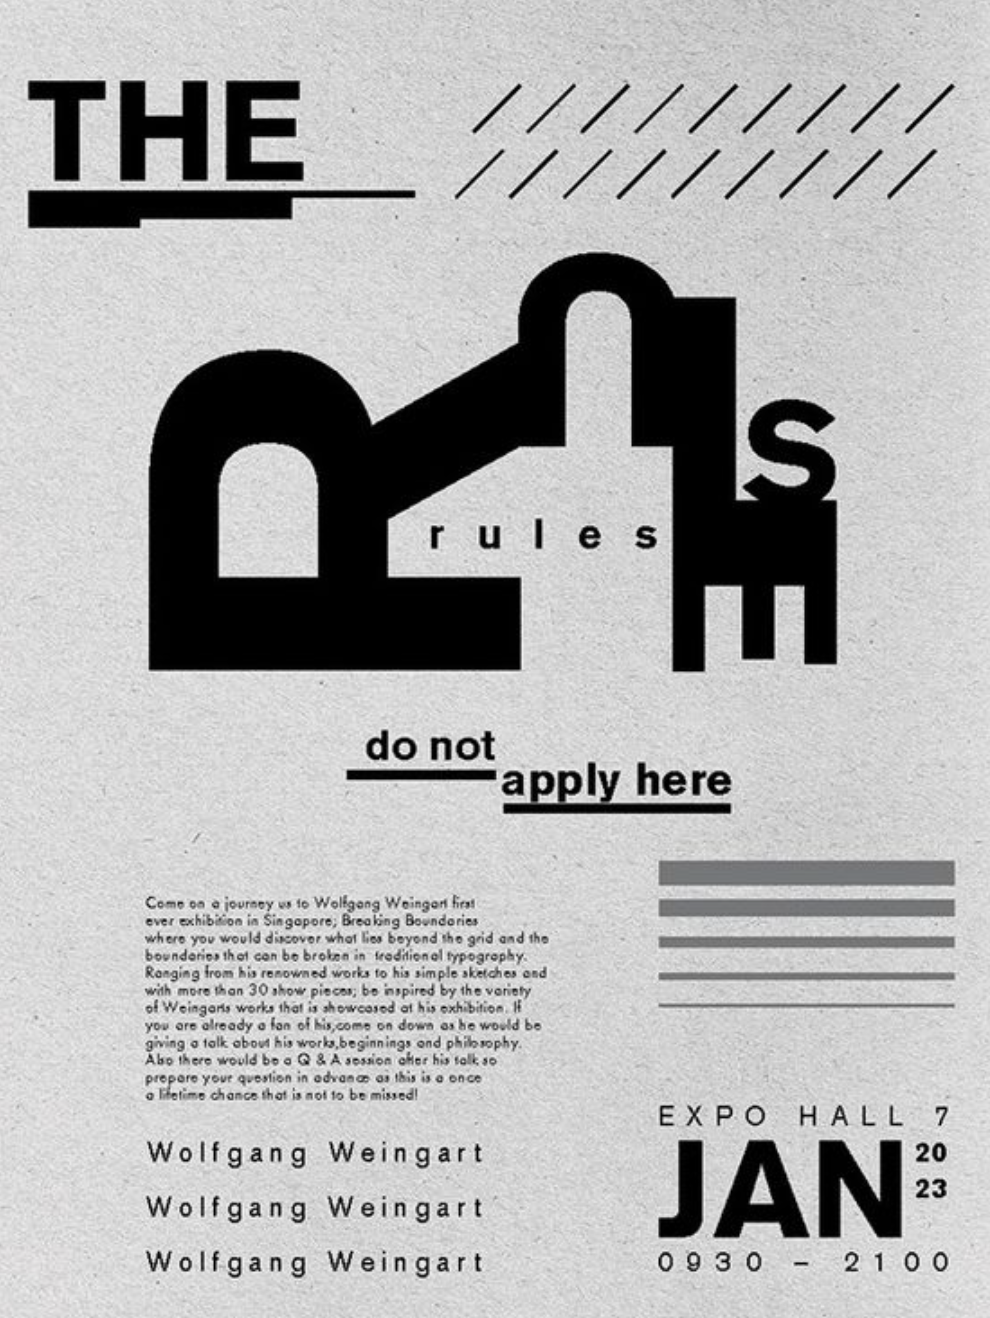 THE
RULES
rules
do not
apply here
Come on a journey us to Wolfgang Weingart first
ever exhibition in Singapore; Breaking Boundaries
where you would discover what lies beyond the grid and the
boundaries that can be broken in traditional typography.
Ranging from his renowned works to his simple sketches and
with more than 30 show pieces; be inspired by the variety
of Weingarts works that is showcased at his exhibition. If
you are already a fan of his,come on down as he would be
giving a talk about his works,beginnings and philosophy.
Also there would be a Q & A session after his talk so
prepare your question in advance as this is a once
a lifetime chance that is not to be missed!
Wolfgang Weingart
Wolfgang Weingart
Wolfgang Weingart
EXPO HALL 7
JAN 20
23
0930 – 2100